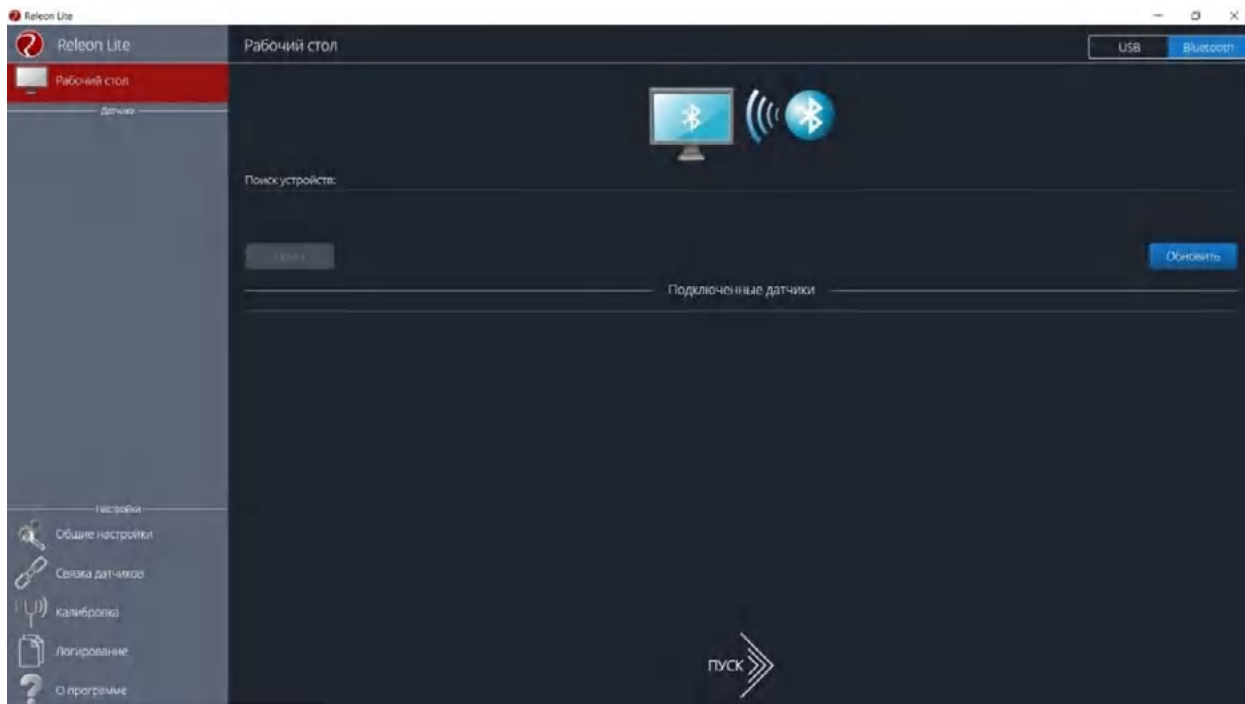 Releon Lite
Releon Lite
Рабочий стол
USB
Bluetooth
Рабочий стол
Датчики
Поиск устройств:
Обновить
Подключенные датчики
Настройки
Общие настройки
Связка датчиков
Калибровка
Логирование
О программе
ПУСК